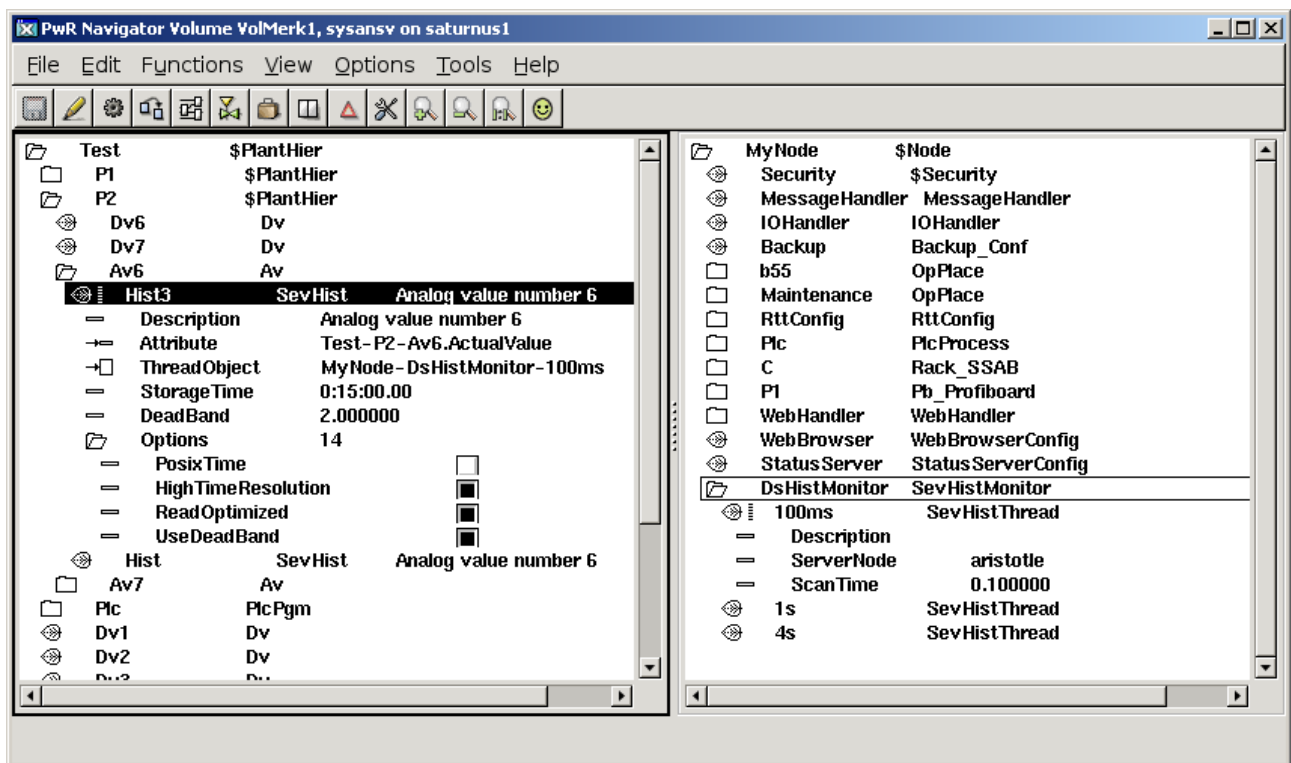 PwR Navigator Volume VolMerk1, sysansv on saturnus1
File Edit Functions View Options Tools Help
Test $PlantHier
P1 $PlantHier
P2 $PlantHier
Dv6 Dv
Dv7 Dv
Av6 Av
Hist3 SevHist Analog value number 6
Description Analog value number 6
Attribute Test-P2-Av6.ActualValue
ThreadObject MyNode-DsHistMonitor-100ms
StorageTime 0:15:00.00
DeadBand 2.000000
Options 14
PosixTime
HighTimeResolution
ReadOptimized
UseDeadBand
Hist SevHist Analog value number 6
Av7 Av
Plc PlcPgm
Dv1 Dv
Dv2 Dv
MyNode $Node
Security $Security
MessageHandler MessageHandler
IOHandler IOHandler
Backup Backup_Conf
b55 OpPlace
Maintenance OpPlace
RttConfig RttConfig
Plc PlcProcess
C Rack_SSAB
P1 Pb_Profiboard
WebHandler WebHandler
WebBrowser WebBrowserConfig
StatusServer StatusServerConfig
DsHistMonitor SevHistMonitor
100ms SevHistThread
Description
ServerNode aristotle
ScanTime 0.100000
1s SevHistThread
4s SevHistThread